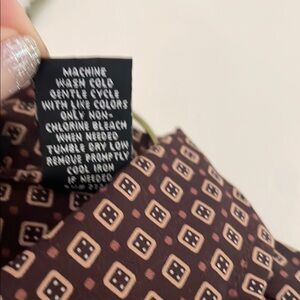 MACHINE
WASH COLD
GENTLE CYCLE
WITH LIKE COLORS
ONLY NON-
CHLORINE BLEACH
WHEN NEEDED
TUMBLE DRY LOW
REMOVE PROMPTLY
COOL IRON
IF NEEDED